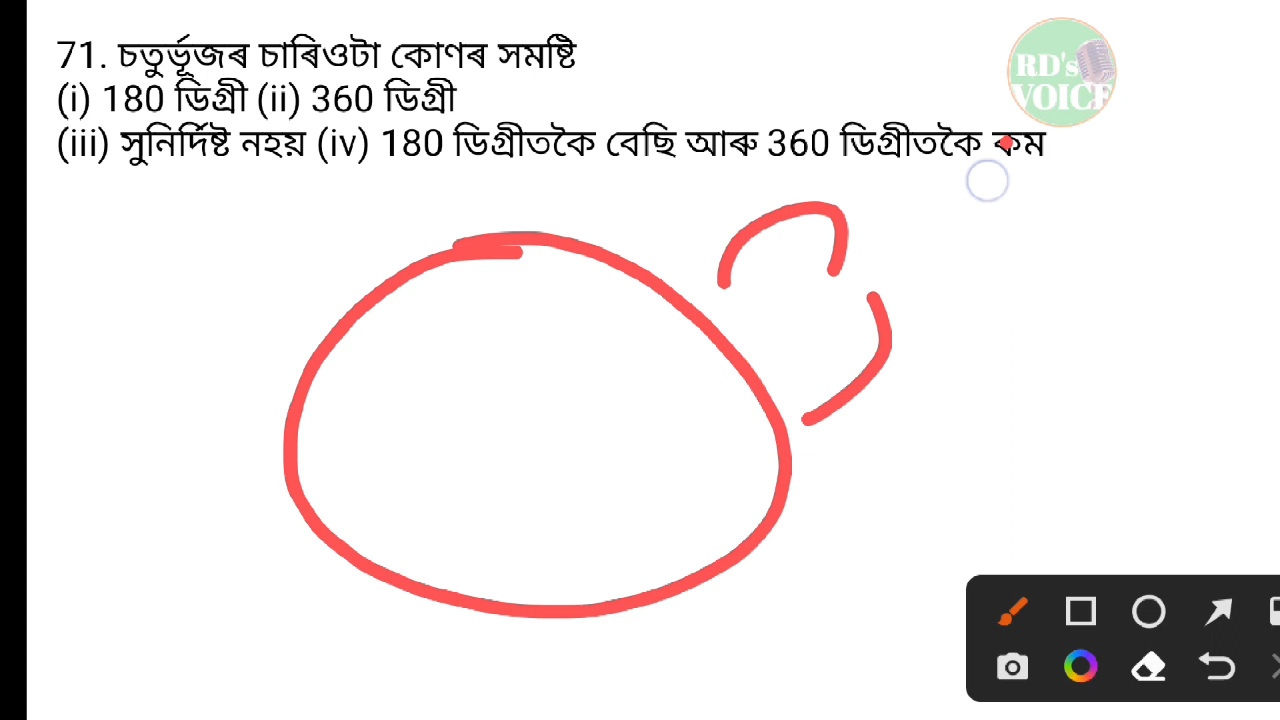 71. চতুৰ্ভূজৰ চাৰিওটা কোণৰ সমষ্টি
(i) 180 ডিগ্ৰী (ii) 360 ডিগ্ৰী
(iii) সুনিৰ্দিষ্ট নহয় (iv) 180 ডিগ্ৰীতকৈ বেছি আৰু 360 ডিগ্ৰীতকৈ কম
RD's
VOICE